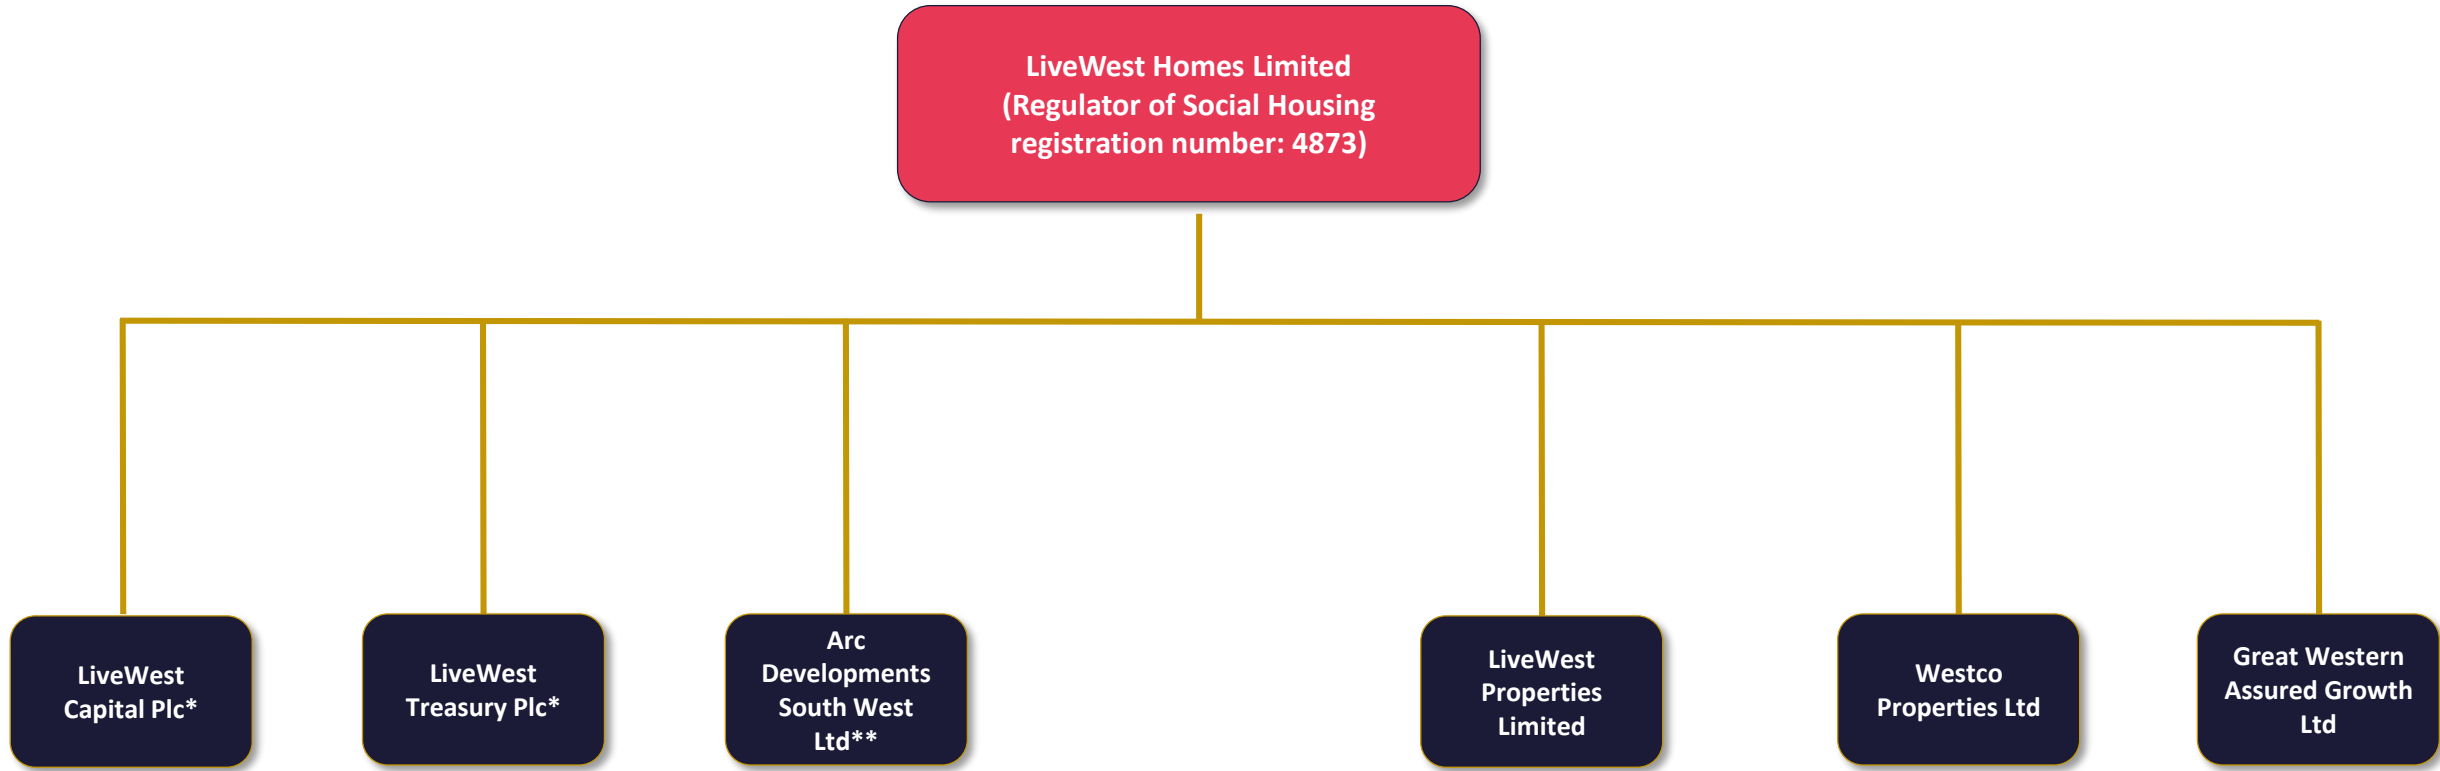 LiveWest Homes Limited
(Regulator of Social Housing
registration number: 4873)
LiveWest
Capital Plc*
LiveWest
Treasury Plc*
Arc
Developments
South West
Ltd**
LiveWest
Properties
Limited
Westco
Properties Ltd
Great Western
Assured Growth
Ltd